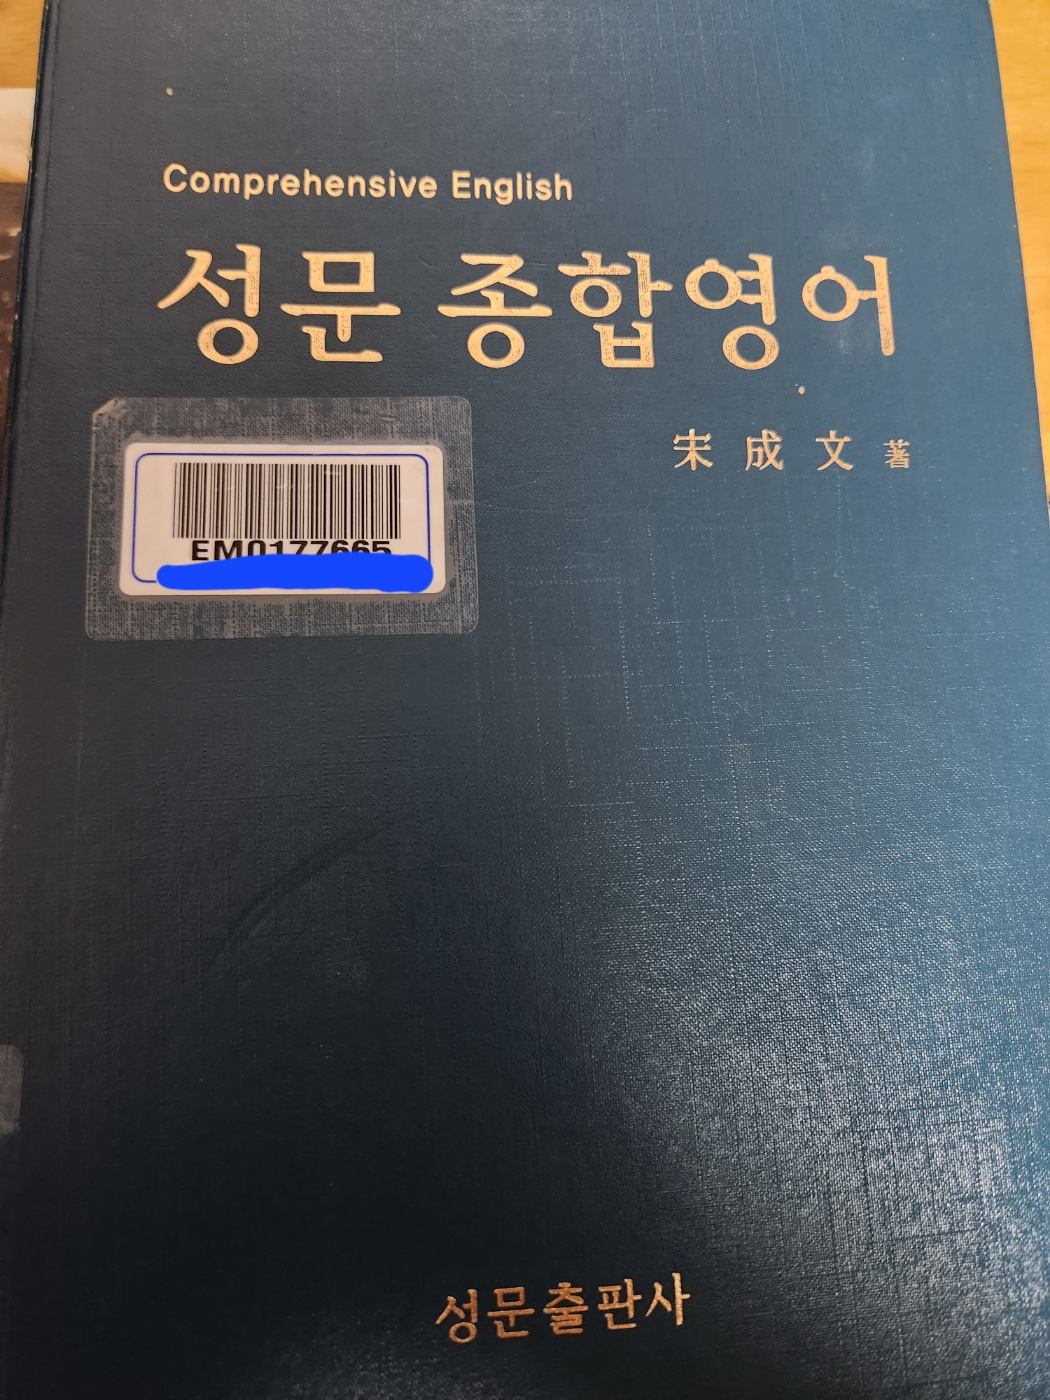 Comprehensive English
성문 종합영어
宋 成 文 著
EM0177665
성문출판사